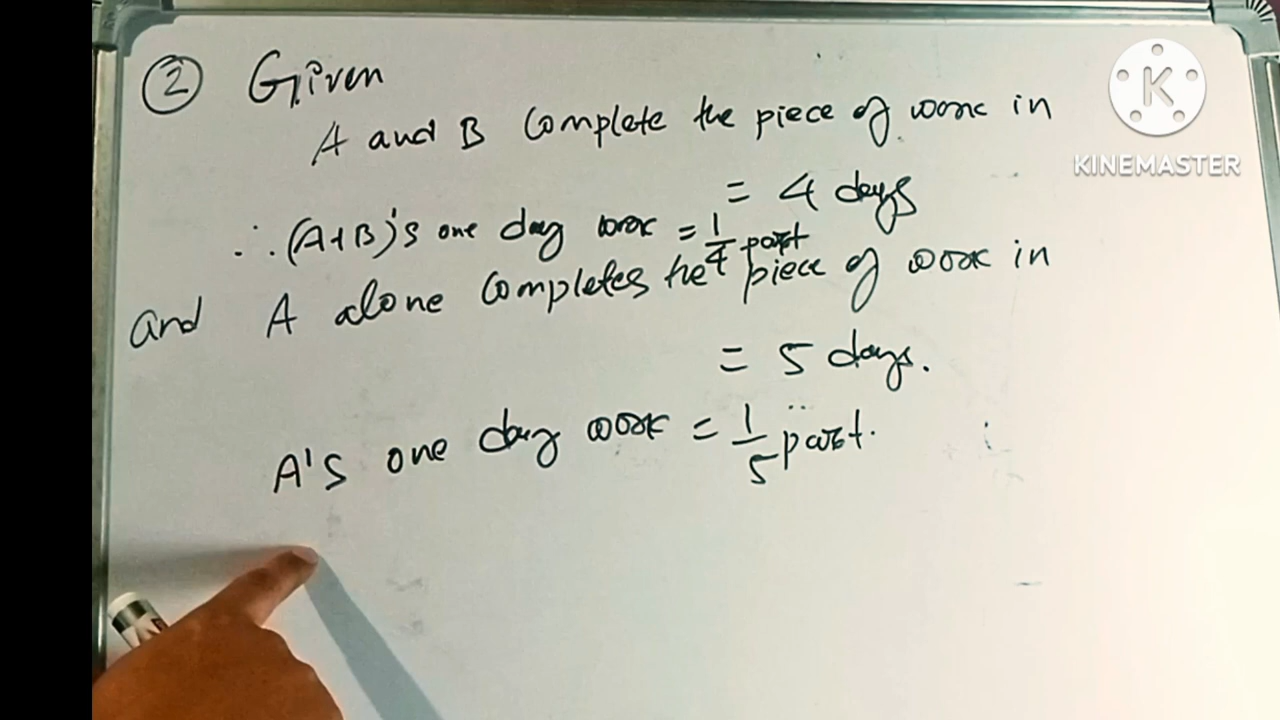 ② Given
A and B Complete the piece of work in
= 4 days
∴ (A+B)'s one day work = 1/4 part
and A alone Completes the piece of work in
= 5 days.
A's one day work = 1/5 part.
K
KINEMASTER